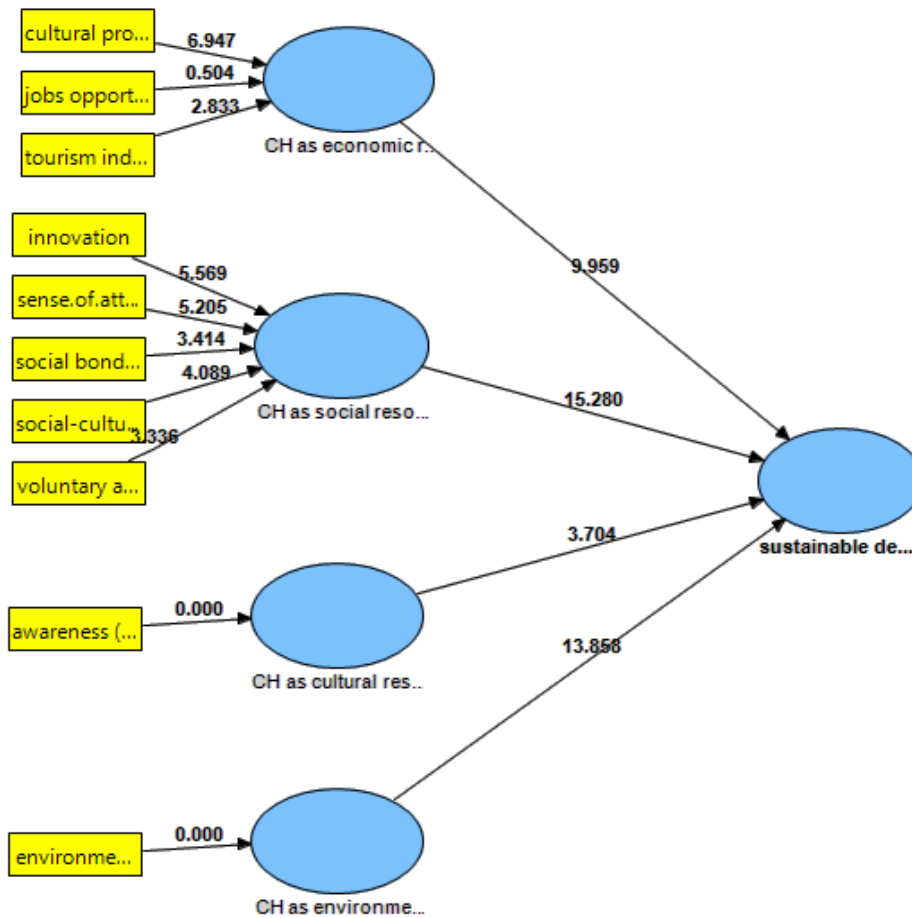 cultural pro...
6.947
jobs opport...
0.504
tourism ind...
2.833
CH as economic r...
9.959
innovation
5.569
sense.of.att...
5.205
social bond...
3.414
social-cultu...
4.089
voluntary a...
3.336
CH as social reso...
15.280
sustainable de...
awareness (...
0.000
CH as cultural res...
3.704
environme...
0.000
CH as environme...
13.858